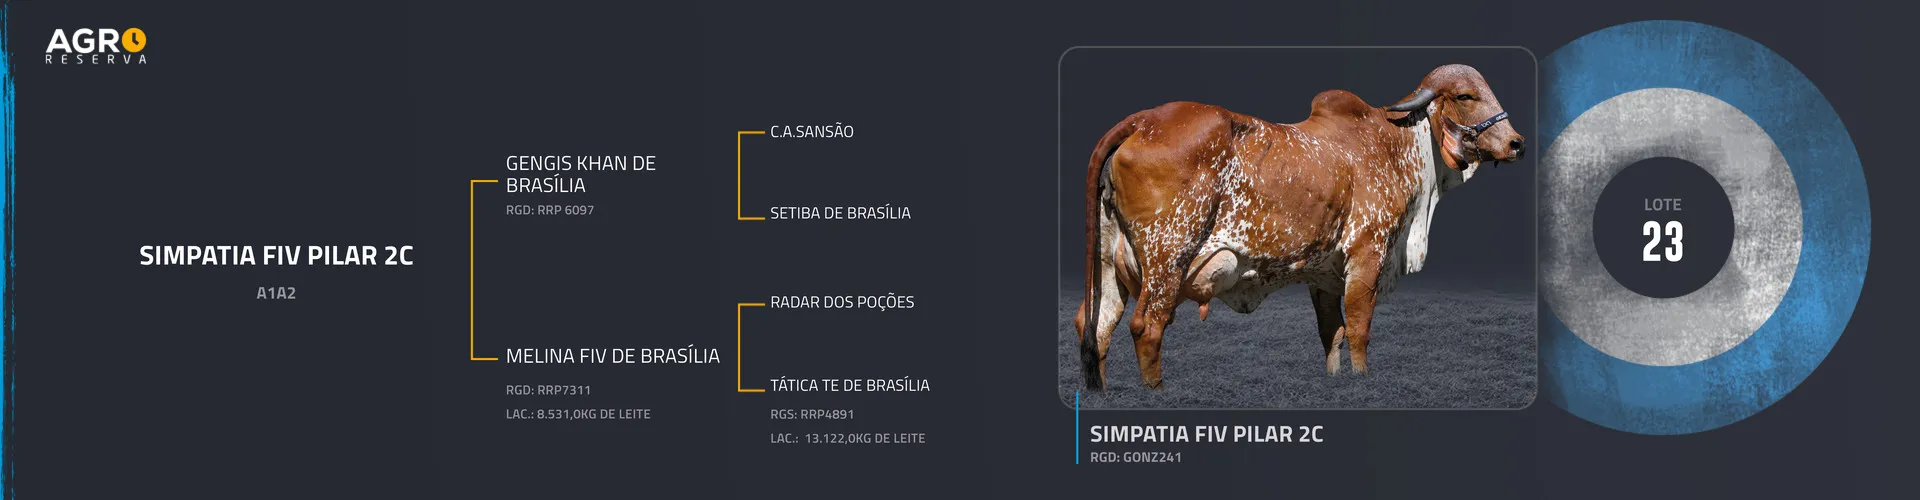 AGRO
RESERVA
SIMPATIA FIV PILAR 2C
A1A2
GENGIS KHAN DE
BRASÍLIA
RGD: RRP 6097
MELINA FIV DE BRASÍLIA
RGD: RRP7311
LAC.: 8.531,0KG DE LEITE
C.A.SANSÃO
SETIBA DE BRASÍLIA
RADAR DOS POÇÕES
TÁTICA TE DE BRASÍLIA
RGS: RRP4891
LAC.: 13.122,0KG DE LEITE
SIMPATIA FIV PILAR 2C
RGD: GONZ241
LOTE
23